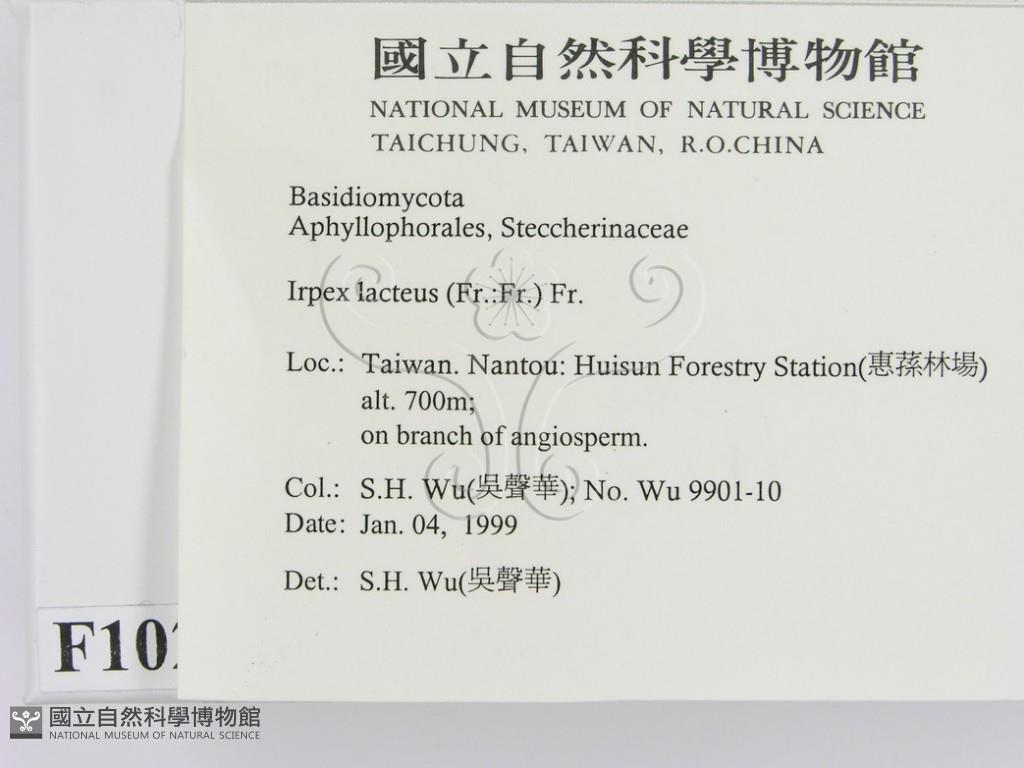 國立自然科學博物館
NATIONAL MUSEUM OF NATURAL SCIENCE
TAICHUNG, TAIWAN, R.O.CHINA
Basidiomycota
Aphyllophorales, Steccherinaceae
Irpex lacteus (Fr.:Fr.) Fr.
Loc.: Taiwan. Nantou: Huisun Forestry Station(惠蓀林場)
alt. 700m;
on branch of angiosperm.
Col.: S.H. Wu(吳聲華); No. Wu 9901-10
Date: Jan. 04, 1999
Det.: S.H. Wu(吳聲華)
F10
國立自然科學博物館
NATIONAL MUSEUM OF NATURAL SCIENCE